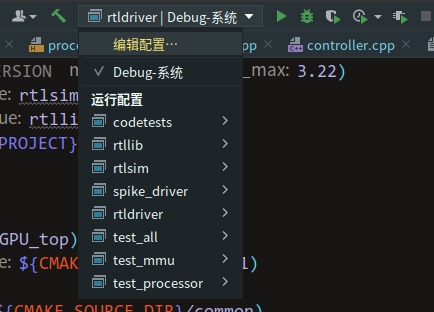 rtldriver | Debug-系统
编辑配置…
proce
pp
controller.cpp
ERSION m
_max: 3.22)
Debug-系统
e: rtlsim
ue: rtlli
运行配置
codetests
PROJECT}
rtllib
rtlsim
spike_driver
rtldriver
GPU_top)
test_all
e: ${CMAK
1)
test_mmu
test_processor
${CMAKE_SOURCE_DIR}/common)